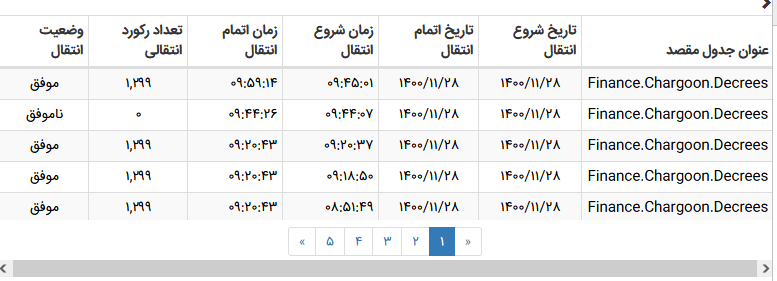 عنوان جدول مقصد	تاریخ شروع انتقال	تاریخ اتمام انتقال	زمان شروع انتقال	زمان اتمام انتقال	تعداد رکورد انتقالی	وضعیت انتقال
Finance.Chargoon.Decrees	۱۴۰۰/۱۱/۲۸	۱۴۰۰/۱۱/۲۸	۰۹:۴۵:۰۱	۰۹:۵۹:۱۴	۱,۲۹۹	موفق
Finance.Chargoon.Decrees	۱۴۰۰/۱۱/۲۸	۱۴۰۰/۱۱/۲۸	۰۹:۴۴:۰۷	۰۹:۴۴:۲۶	۰	ناموفق
Finance.Chargoon.Decrees	۱۴۰۰/۱۱/۲۸	۱۴۰۰/۱۱/۲۸	۰۹:۲۰:۳۷	۰۹:۲۰:۴۳	۱,۲۹۹	موفق
Finance.Chargoon.Decrees	۱۴۰۰/۱۱/۲۸	۱۴۰۰/۱۱/۲۸	۰۹:۱۸:۵۰	۰۹:۲۰:۴۳	۱,۲۹۹	موفق
Finance.Chargoon.Decrees	۱۴۰۰/۱۱/۲۸	۱۴۰۰/۱۱/۲۸	۰۸:۵۱:۴۹	۰۹:۲۰:۴۳	۱,۲۹۹	موفق
« ۱ ۲ ۳ ۴ ۵ »